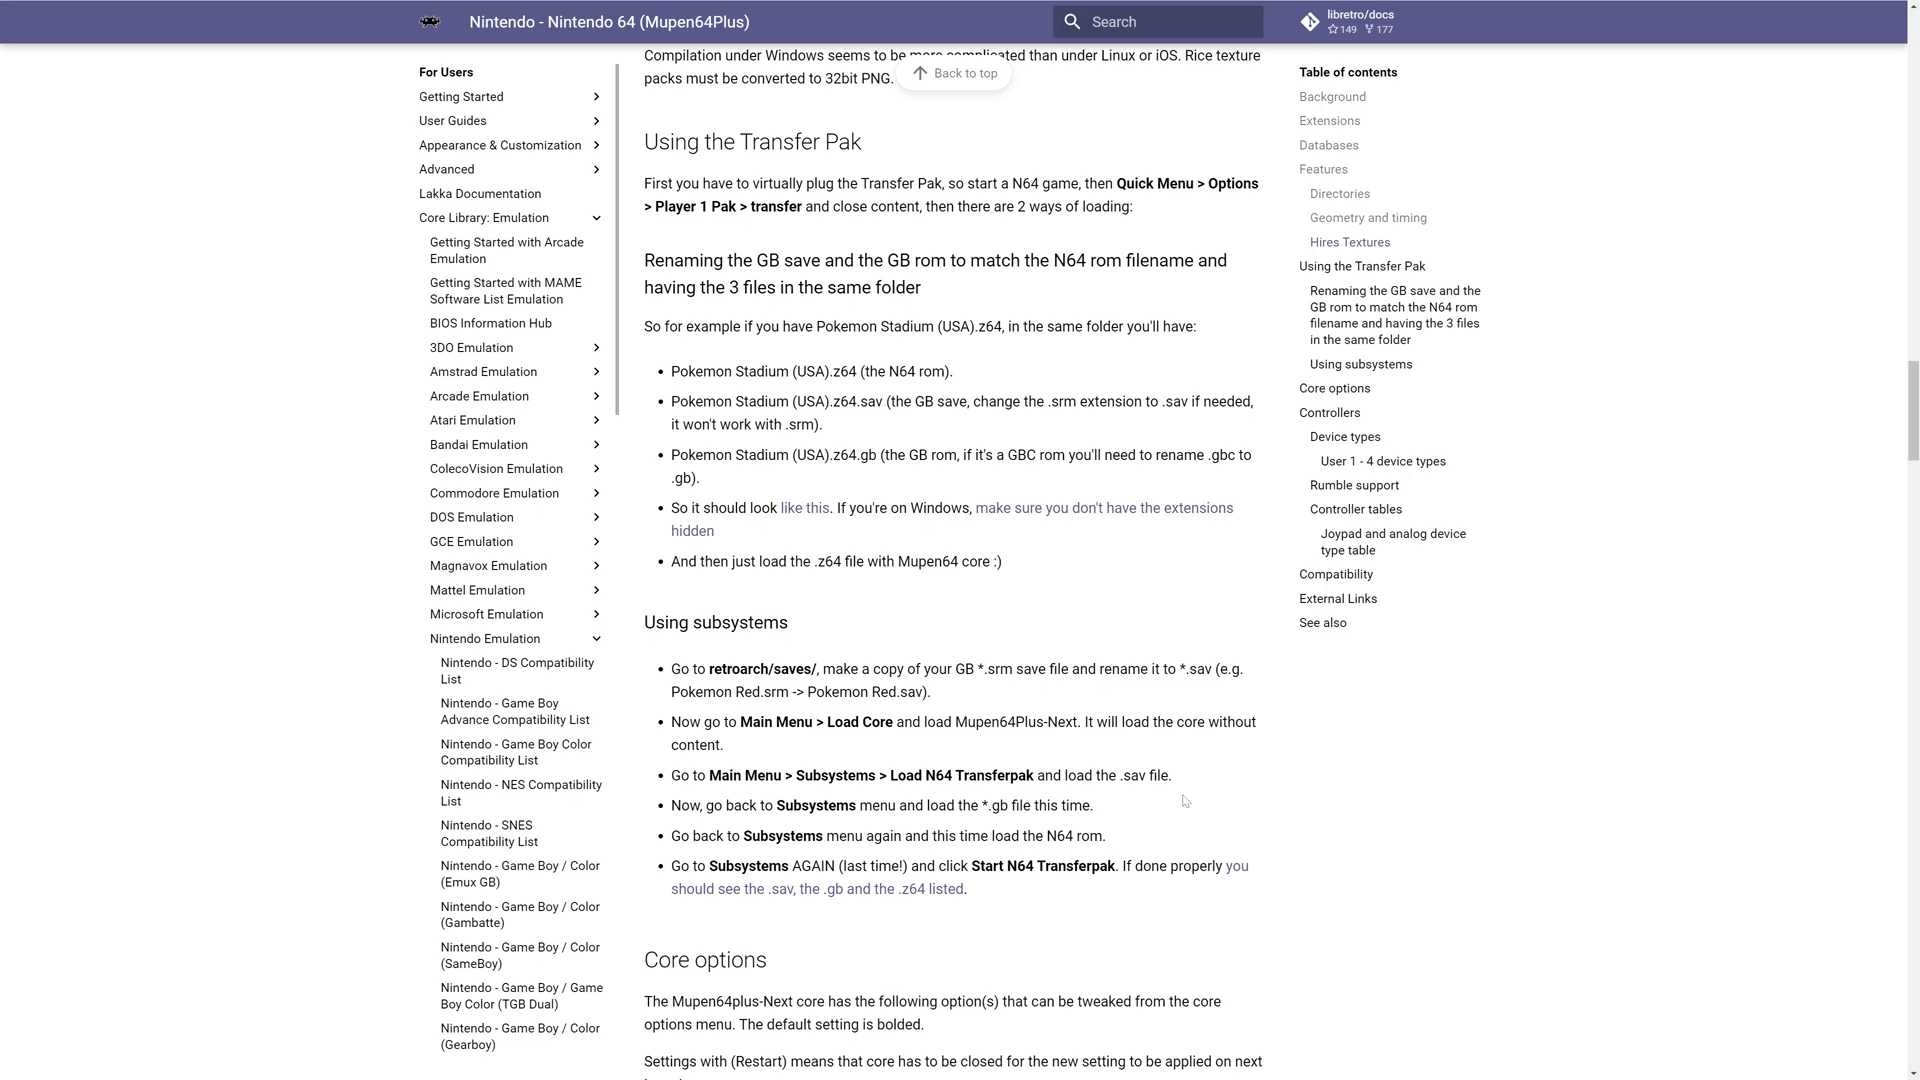 Nintendo - Nintendo 64 (Mupen64Plus)
Search
libretro/docs
149 177
For Users
Getting Started
User Guides
Appearance & Customization
Advanced
Lakka Documentation
Core Library: Emulation
Getting Started with Arcade
Emulation
Getting Started with MAME
Software List Emulation
BIOS Information Hub
3DO Emulation
Amstrad Emulation
Arcade Emulation
Atari Emulation
Bandai Emulation
ColecoVision Emulation
Commodore Emulation
DOS Emulation
GCE Emulation
Magnavox Emulation
Mattel Emulation
Microsoft Emulation
Nintendo Emulation
Nintendo - DS Compatibility
List
Nintendo - Game Boy
Advance Compatibility List
Nintendo - Game Boy Color
Compatibility List
Nintendo - NES Compatibility
List
Nintendo - SNES
Compatibility List
Nintendo - Game Boy / Color
(Emux GB)
Nintendo - Game Boy / Color
(Gambatte)
Nintendo - Game Boy / Color
(SameBoy)
Nintendo - Game Boy / Game
Boy Color (TGB Dual)
Nintendo - Game Boy / Color
(Gearboy)
Compilation under Windows seems to be more complicated than under Linux or iOS. Rice texture
packs must be converted to 32bit PNG.
Back to top
Using the Transfer Pak
First you have to virtually plug the Transfer Pak, so start a N64 game, then Quick Menu > Options
> Player 1 Pak > transfer and close content, then there are 2 ways of loading:
Renaming the GB save and the GB rom to match the N64 rom filename and
having the 3 files in the same folder
So for example if you have Pokemon Stadium (USA).z64, in the same folder you'll have:
• Pokemon Stadium (USA).z64 (the N64 rom).
• Pokemon Stadium (USA).z64.sav (the GB save, change the .srm extension to .sav if needed,
it won't work with .srm).
• Pokemon Stadium (USA).z64.gb (the GB rom, if it's a GBC rom you'll need to rename .gbc to
.gb).
• So it should look like this. If you're on Windows, make sure you don't have the extensions
hidden
• And then just load the .z64 file with Mupen64 core :)
Using subsystems
• Go to retroarch/saves/, make a copy of your GB *.srm save file and rename it to *.sav (e.g.
Pokemon Red.srm -> Pokemon Red.sav).
• Now go to Main Menu > Load Core and load Mupen64Plus-Next. It will load the core without
content.
• Go to Main Menu > Subsystems > Load N64 Transferpak and load the .sav file.
• Now, go back to Subsystems menu and load the *.gb file this time.
• Go back to Subsystems menu again and this time load the N64 rom.
• Go to Subsystems AGAIN (last time!) and click Start N64 Transferpak. If done properly you
should see the .sav, the .gb and the .z64 listed.
Core options
The Mupen64plus-Next core has the following option(s) that can be tweaked from the core
options menu. The default setting is bolded.
Settings with (Restart) means that core has to be closed for the new setting to be applied on next
Table of contents
Background
Extensions
Databases
Features
Directories
Geometry and timing
Hires Textures
Using the Transfer Pak
Renaming the GB save and the
GB rom to match the N64 rom
filename and having the 3 files
in the same folder
Using subsystems
Core options
Controllers
Device types
User 1 - 4 device types
Rumble support
Controller tables
Joypad and analog device
type table
Compatibility
External Links
See also